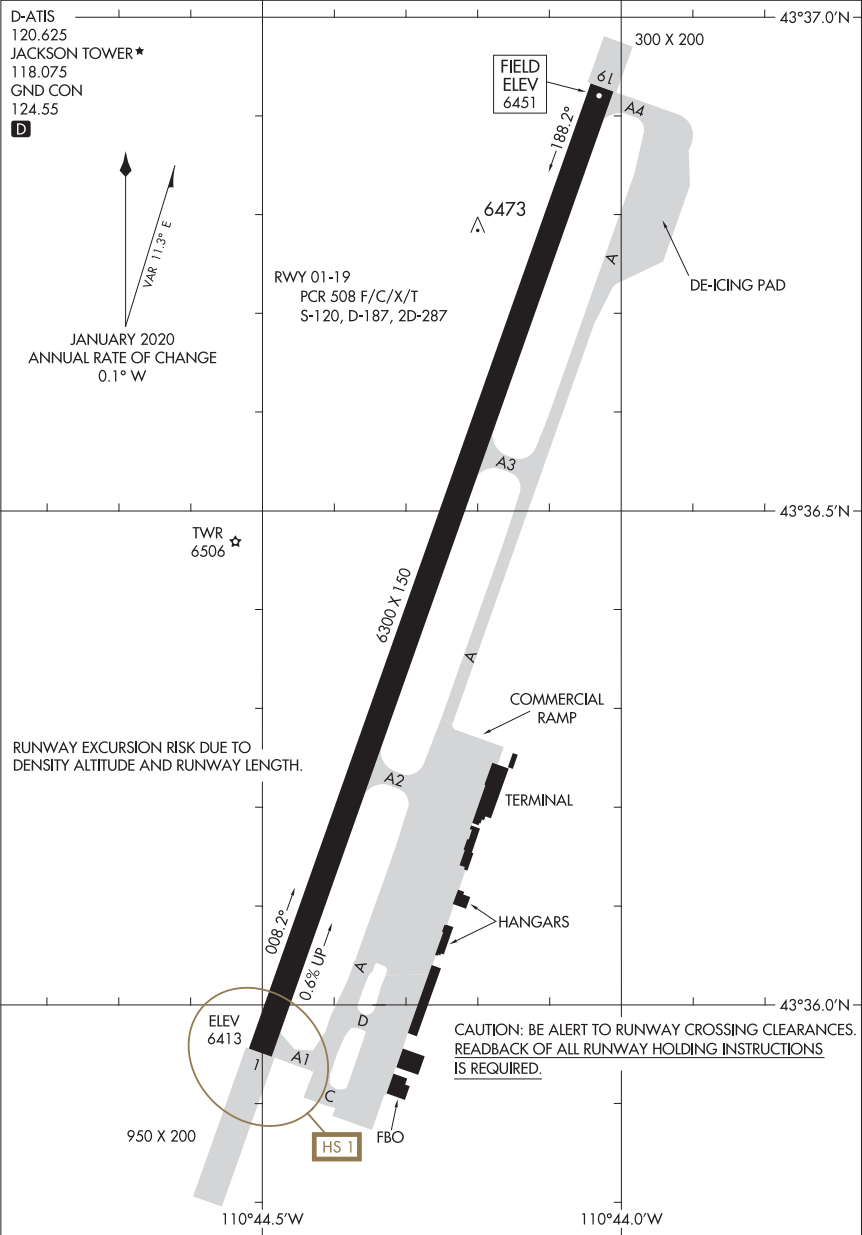 D-ATIS
120.625
JACKSON TOWER★
118.075
GND CON
124.55
D
43°37.0'N
300 X 200
FIELD
ELEV
6451
19
A4
188.2°
6473
VAR 11.3° E
A
DE-ICING PAD
RWY 01-19
PCR 508 F/C/X/T
S-120, D-187, 2D-287
JANUARY 2020
ANNUAL RATE OF CHANGE
0.1° W
A3
43°36.5'N
TWR
6506
6300 X 150
A
COMMERCIAL
RAMP
RUNWAY EXCURSION RISK DUE TO
DENSITY ALTITUDE AND RUNWAY LENGTH.
A2
TERMINAL
HANGARS
008.2°
0.6% UP
A
43°36.0'N
D
ELEV
6413
CAUTION: BE ALERT TO RUNWAY CROSSING CLEARANCES.
READBACK OF ALL RUNWAY HOLDING INSTRUCTIONS
IS REQUIRED.
1
A1
C
950 X 200
HS 1
FBO
110°44.5'W
110°44.0'W